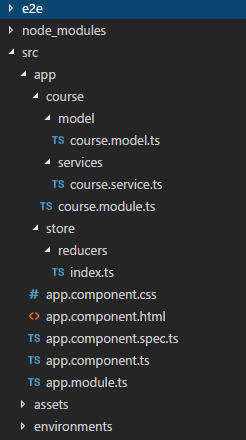 e2e
node_modules
src
app
course
model
TS course.model.ts
services
TS course.service.ts
TS course.module.ts
store
reducers
TS index.ts
# app.component.css
<> app.component.html
TS app.component.spec.ts
TS app.component.ts
TS app.module.ts
assets
environments